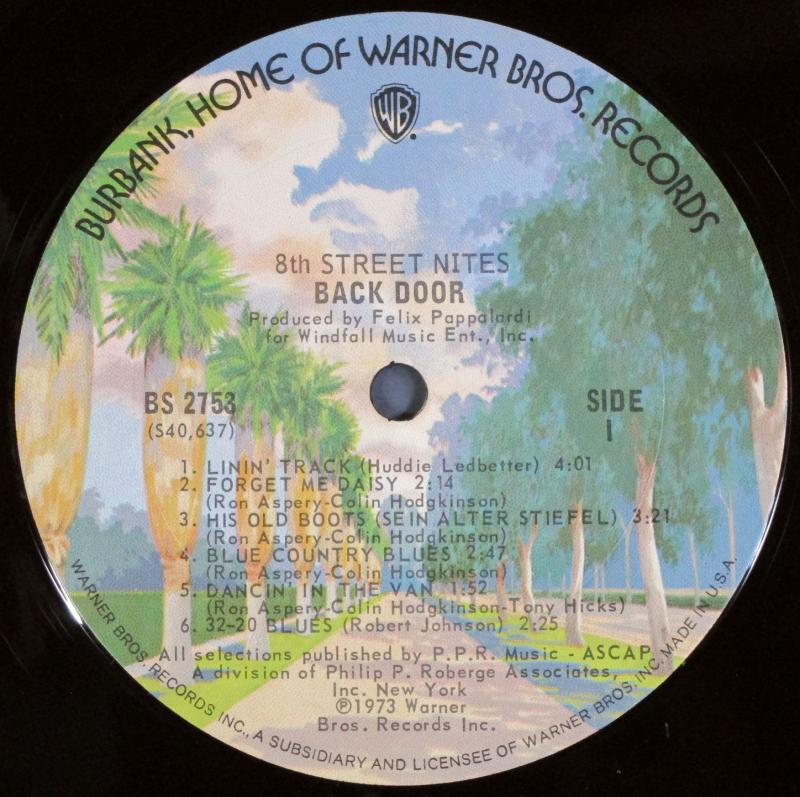 BURBANK, HOME OF WARNER BROS. RECORDS
WB
8th STREET NITES
BACK DOOR
Produced by Felix Pappalardi
for Windfall Music Ent., Inc.
BS 2753
(S40,637)
SIDE
1
1. LININ' TRACK (Huddie Ledbetter) 4:01
2. FORGET ME DAISY 2:14
(Ron Aspery-Colin Hodgkinson)
3. HIS OLD BOOTS (SEIN ALTER STIEFEL) 3:21
(Ron Aspery-Colin Hodgkinson)
4. BLUE COUNTRY BLUES 2:47
(Ron Aspery-Colin Hodgkinson)
5. DANCIN' IN THE VAN 1:52
(Ron Aspery-Colin Hodgkinson-Tony Hicks)
6. 32-20 BLUES (Robert Johnson) 2:25
All selections published by P.P.R. Music - ASCAP
A division of Philip P. Roberge Associates,
Inc. New York
℗1973 Warner
Bros. Records Inc.
WARNER BROS. RECORDS INC., A SUBSIDIARY AND LICENSEE OF WARNER BROS. INC. MADE IN U.S.A.